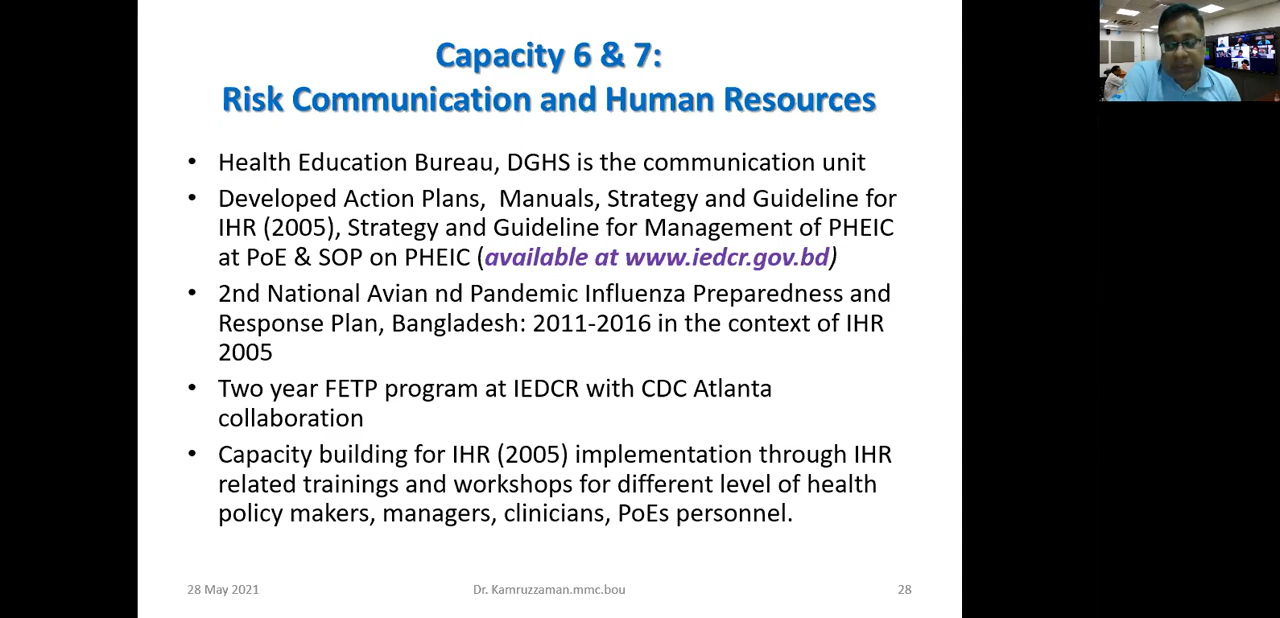 Capacity 6 & 7:
Risk Communication and Human Resources
• Health Education Bureau, DGHS is the communication unit
• Developed Action Plans, Manuals, Strategy and Guideline for
IHR (2005), Strategy and Guideline for Management of PHEIC
at PoE & SOP on PHEIC (available at www.iedcr.gov.bd)
• 2nd National Avian nd Pandemic Influenza Preparedness and
Response Plan, Bangladesh: 2011-2016 in the context of IHR
2005
• Two year FETP program at IEDCR with CDC Atlanta
collaboration
• Capacity building for IHR (2005) implementation through IHR
related trainings and workshops for different level of health
policy makers, managers, clinicians, PoEs personnel.
28 May 2021
Dr. Kamruzzaman.mmc.bou
28